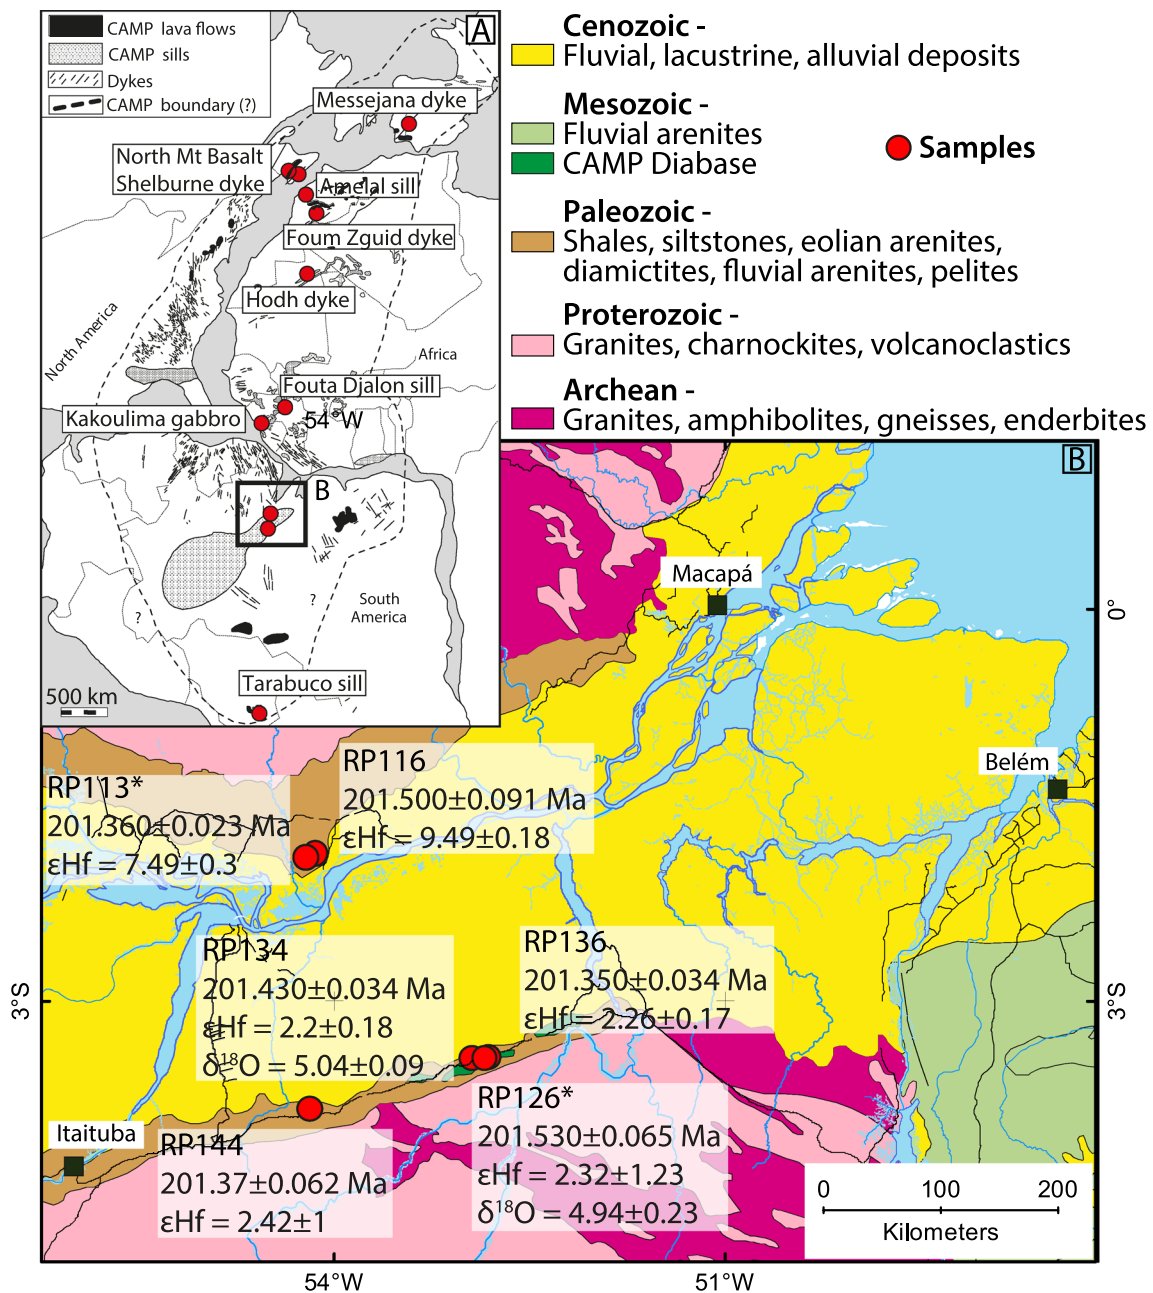 CAMP lava flows
CAMP sills
Dykes
CAMP boundary (?)
A
Messejana dyke
North Mt Basalt
Shelburne dyke
Amelal sill
Foum Zguid dyke
?
Hodh dyke
North America
Africa
Fouta Djalon sill
Kakoulima gabbro
54°W
B
?
?
South
America
Tarabuco sill
500 km
Cenozoic -
Fluvial, lacustrine, alluvial deposits
Mesozoic -
Fluvial arenites
CAMP Diabase
Samples
Paleozoic -
Shales, siltstones, eolian arenites,
diamictites, fluvial arenites, pelites
Proterozoic -
Granites, charnockites, volcanoclastics
Archean -
Granites, amphibolites, gneisses, enderbites
B
Macapá
0°
Belém
RP113*
201.360±0.023 Ma
εHf = 7.49±0.3
RP116
201.500±0.091 Ma
εHf = 9.49±0.18
RP134
201.430±0.034 Ma
εHf = 2.2±0.18
δ¹⁸O = 5.04±0.09
RP136
201.350±0.034 Ma
εHf = 2.26±0.17
3°S
3°S
Itaituba
RP144
201.37±0.062 Ma
εHf = 2.42±1
RP126*
201.530±0.065 Ma
εHf = 2.32±1.23
δ¹⁸O = 4.94±0.23
0 100 200
Kilometers
54°W
51°W